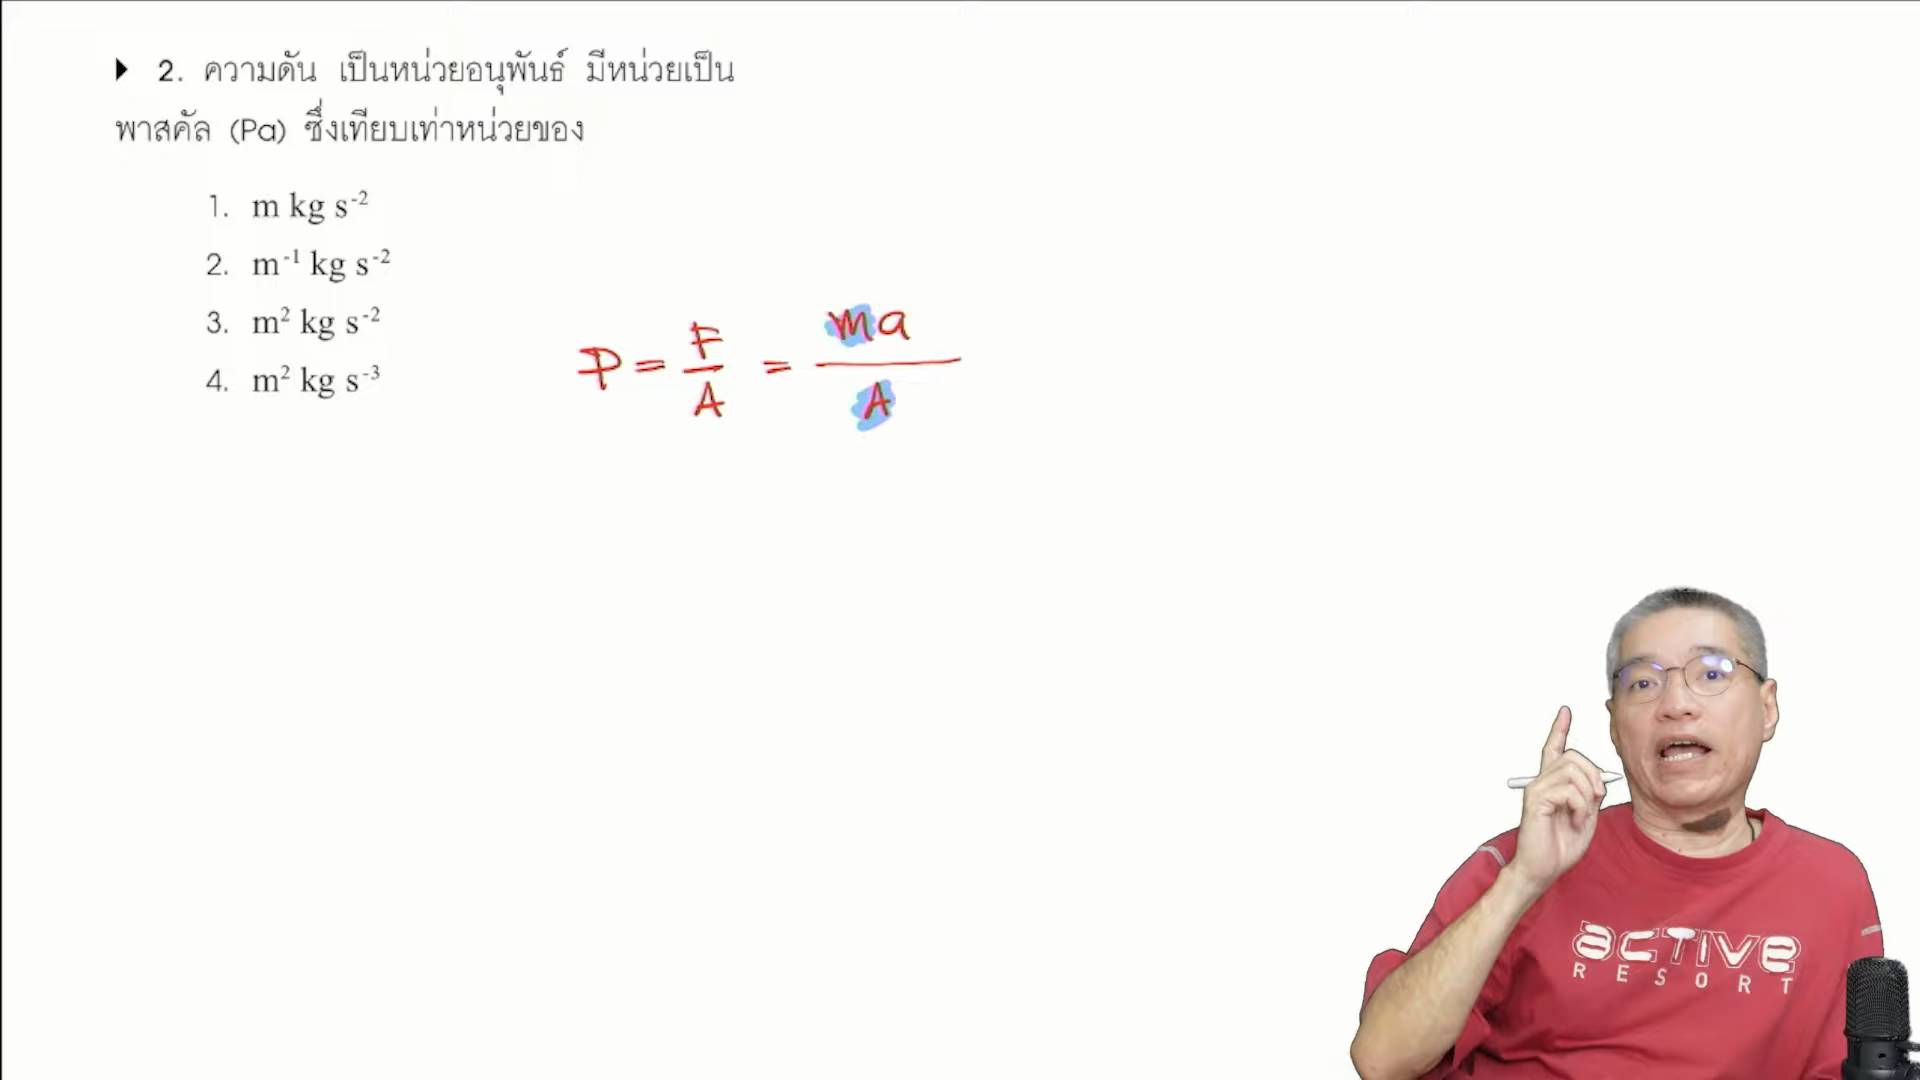 2. ความดัน เป็นหน่วยอนุพันธ์ มีหน่วยเป็น
พาสคัล (Pa) ซึ่งเทียบเท่าหน่วยของ
1. m kg s⁻²
2. m⁻¹ kg s⁻²
3. m² kg s⁻²
4. m² kg s⁻³
P = F/A = ma/A
ACTIVE
RESORT